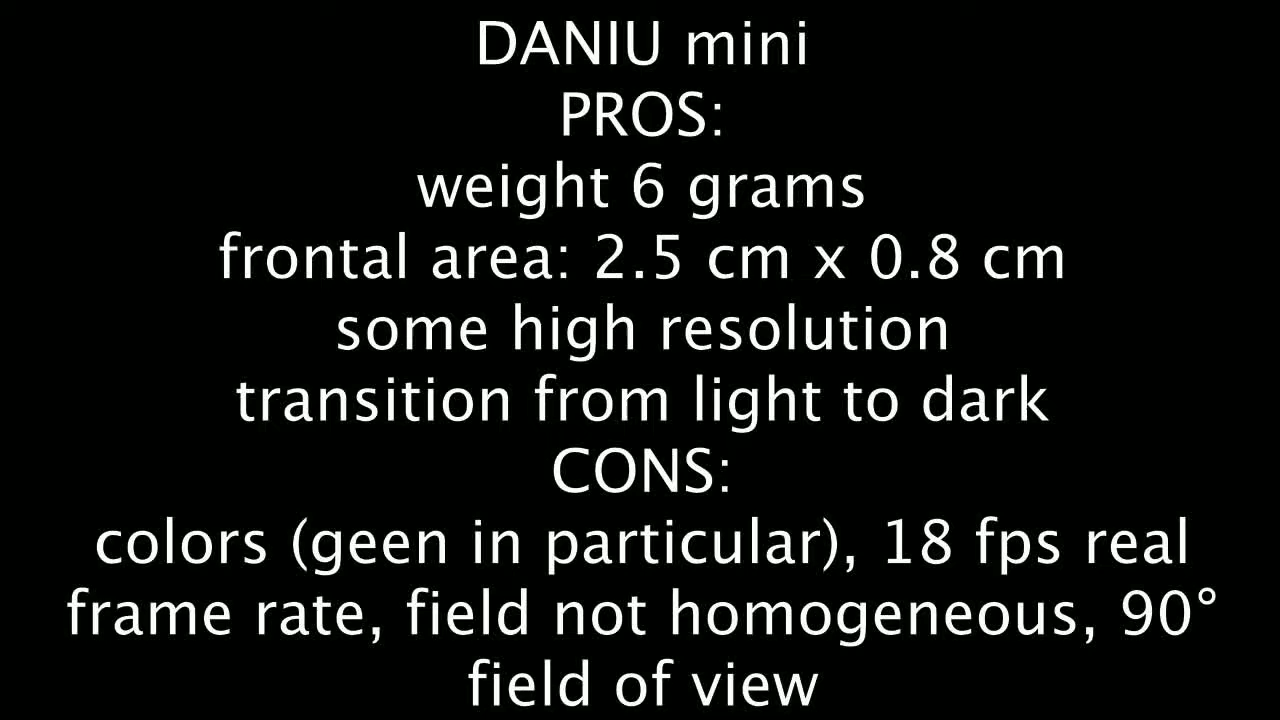 DANIU mini
PROS:
weight 6 grams
frontal area: 2.5 cm x 0.8 cm
some high resolution
transition from light to dark
CONS:
colors (geen in particular), 18 fps real
frame rate, field not homogeneous, 90°
field of view